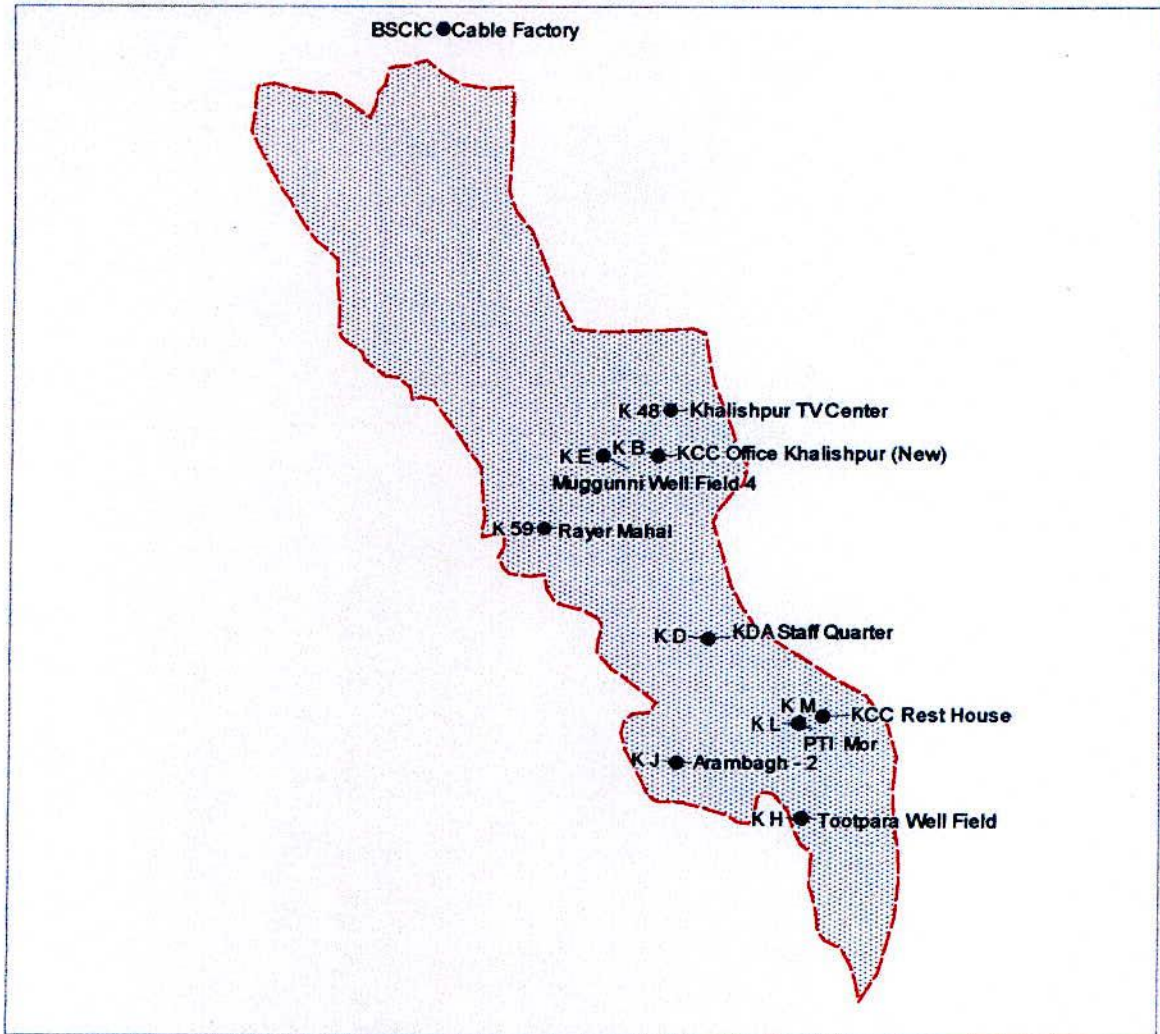 BSCIC Cable Factory
K 48 Khalishpur TV Center
K E K B KCC Office Khalishpur (New)
Muggunni Well Field 4
K 59 Rayer Mahal
K D KDA Staff Quarter
K M KCC Rest House
K L PTI Mor
K J Arambagh - 2
K H Tootpara Well Field